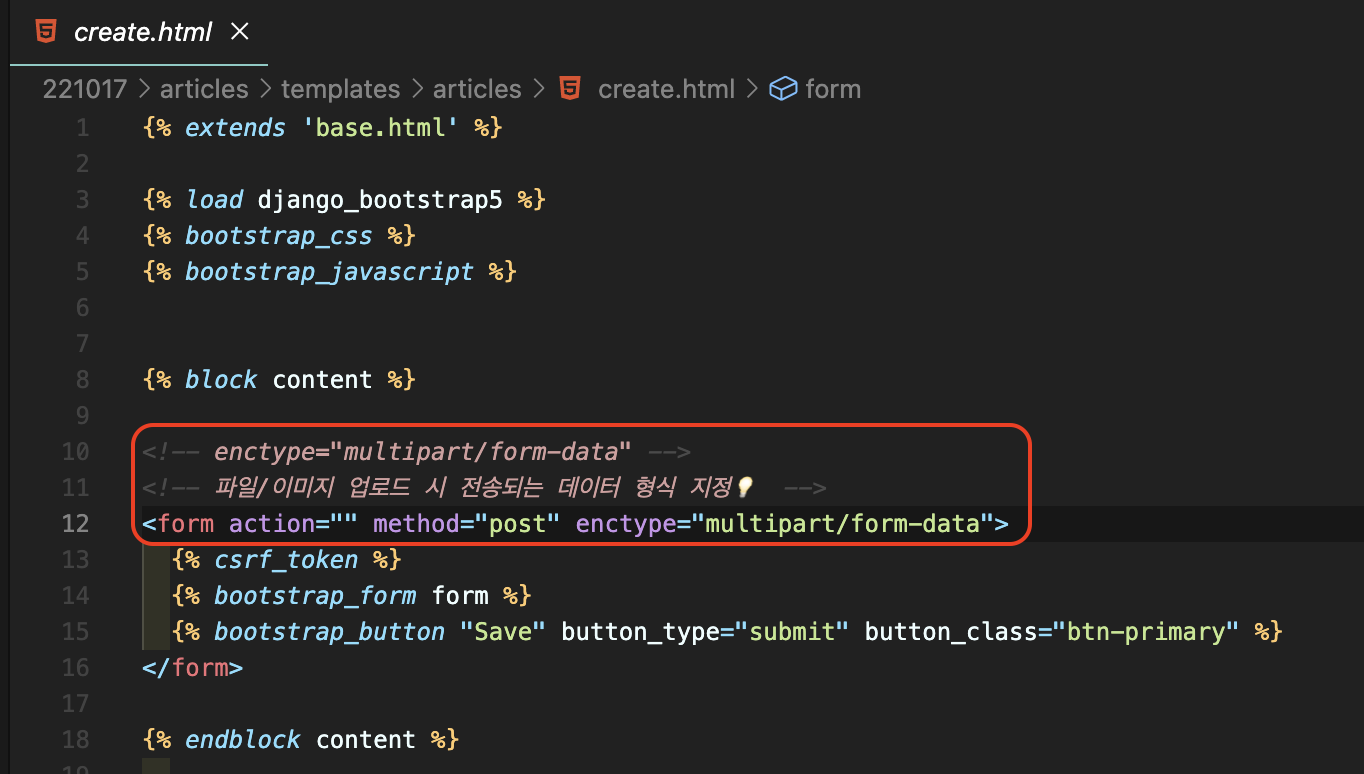 create.html ×
221017 > articles > templates > articles > create.html > form
1 {% extends 'base.html' %}
2
3 {% load django_bootstrap5 %}
4 {% bootstrap_css %}
5 {% bootstrap_javascript %}
6
7
8 {% block content %}
9
10 <!-- enctype="multipart/form-data" -->
11 <!-- 파일/이미지 업로드 시 전송되는 데이터 형식 지정💡 -->
12 <form action="" method="post" enctype="multipart/form-data">
13 {% csrf_token %}
14 {% bootstrap_form form %}
15 {% bootstrap_button "Save" button_type="submit" button_class="btn-primary" %}
16 </form>
17
18 {% endblock content %}
19